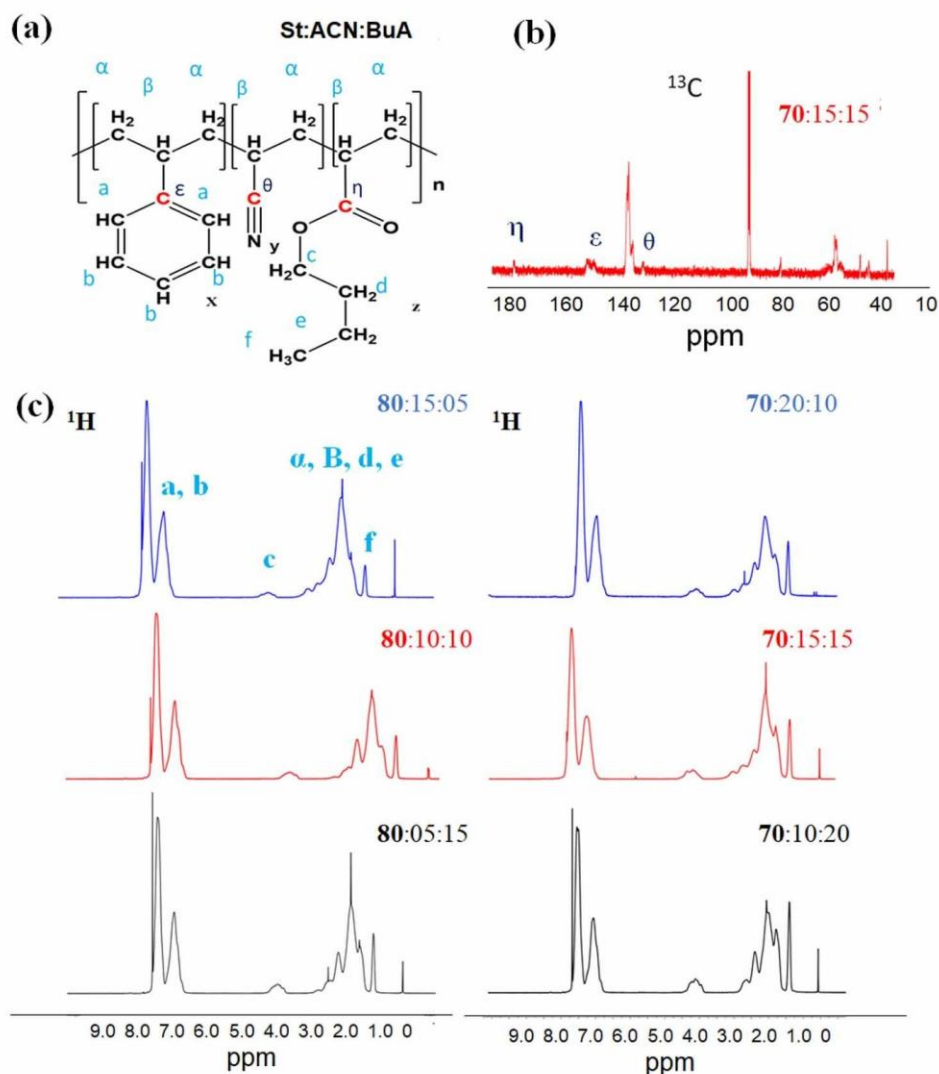 (a)
St:ACN:BuA
α α α α
β β β
H₂ H H₂ H H₂ H H₂
C C C C C C C
n
a ε a θ η
C C C O
HC CH N y O
HC CH H₂C c
b C b CH₂ d
b H x z
f e H₂C CH₂
H₃C
(b)
¹³C
70:15:15
η ε θ
180 160 140 120 100 80 60 40 10
ppm
(c)
¹H 80:15:05
a, b
α, B, d, e
c f
80:10:10
80:05:15
9.0 8.0 7.0 6.0 5.0 4.0 3.0 2.0 1.0 0
ppm
¹H 70:20:10
70:15:15
70:10:20
9.0 8.0 7.0 6.0 5.0 4.0 3.0 2.0 1.0 0
ppm